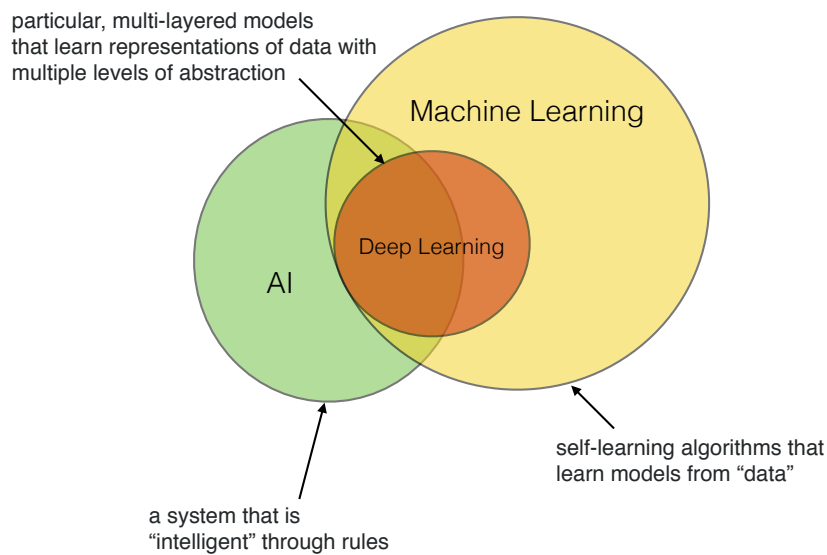 particular, multi-layered models
that learn representations of data with
multiple levels of abstraction
Machine Learning
Deep Learning
AI
self-learning algorithms that
learn models from “data”
a system that is
“intelligent” through rules